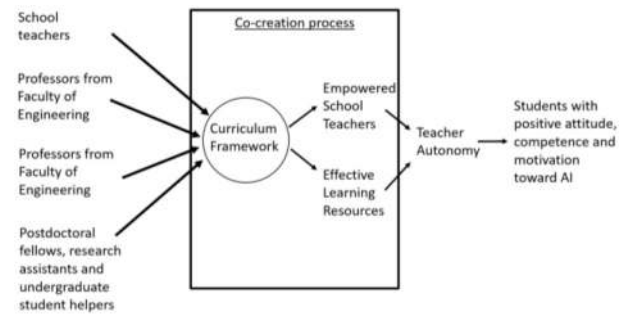 School
teachers
Professors from
Faculty of
Engineering
Professors from
Faculty of
Engineering
Postdoctoral
fellows, research
assistants and
undergraduate
student helpers
Co-creation process
Curriculum
Framework
Empowered
School
Teachers
Effective
Learning
Resources
Teacher
Autonomy
Students with
positive attitude,
competence and
motivation
toward AI